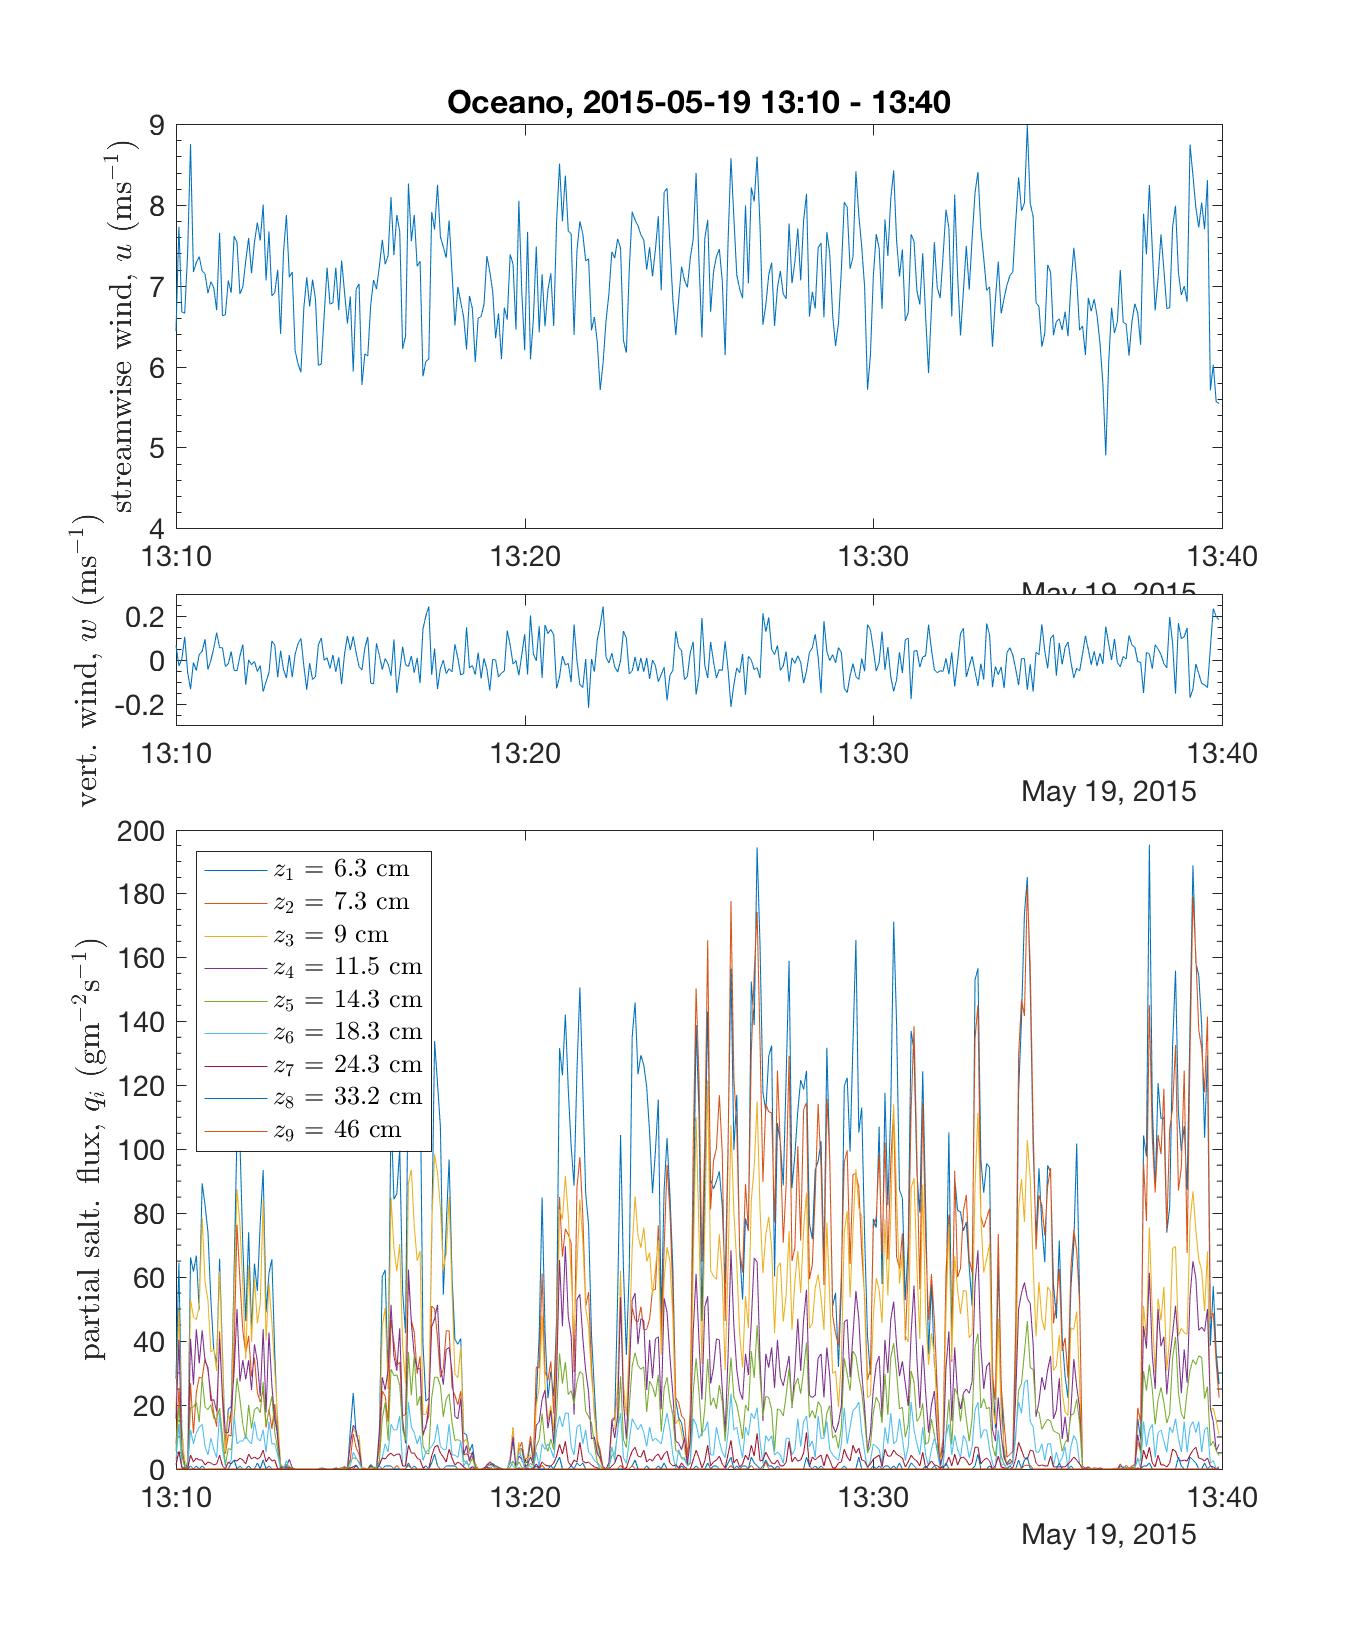 Oceano, 2015-05-19 13:10 - 13:40
streamwise wind, u (ms⁻¹)
9
8
7
6
5
4
13:10 13:20 13:30 13:40
May 19, 2015
vert. wind, w (ms⁻¹)
0.2
0
-0.2
13:10 13:20 13:30 13:40
May 19, 2015
partial salt. flux, qᵢ (gm⁻²s⁻¹)
200
180
160
140
120
100
80
60
40
20
0
z₁ = 6.3 cm
z₂ = 7.3 cm
z₃ = 9 cm
z₄ = 11.5 cm
z₅ = 14.3 cm
z₆ = 18.3 cm
z₇ = 24.3 cm
z₈ = 33.2 cm
z₉ = 46 cm
13:10 13:20 13:30 13:40
May 19, 2015